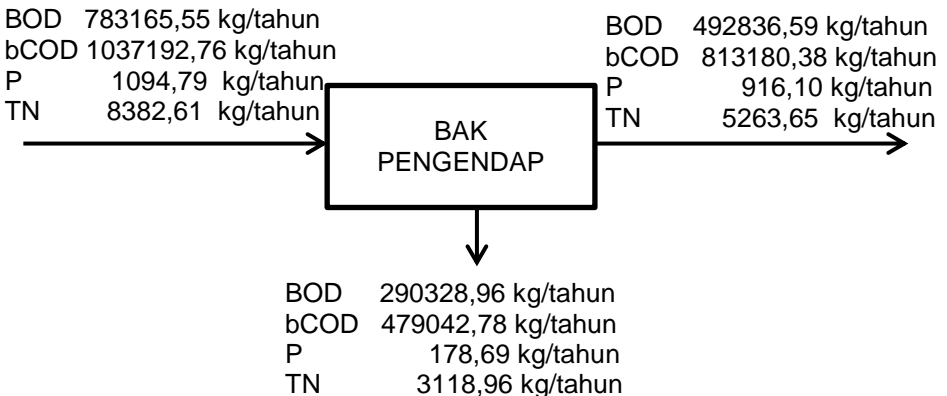 BOD 783165,55 kg/tahun
bCOD 1037192,76 kg/tahun
P 1094,79 kg/tahun
TN 8382,61 kg/tahun
BAK
PENGENDAP
BOD 492836,59 kg/tahun
bCOD 813180,38 kg/tahun
P 916,10 kg/tahun
TN 5263,65 kg/tahun
BOD 290328,96 kg/tahun
bCOD 479042,78 kg/tahun
P 178,69 kg/tahun
TN 3118,96 kg/tahun